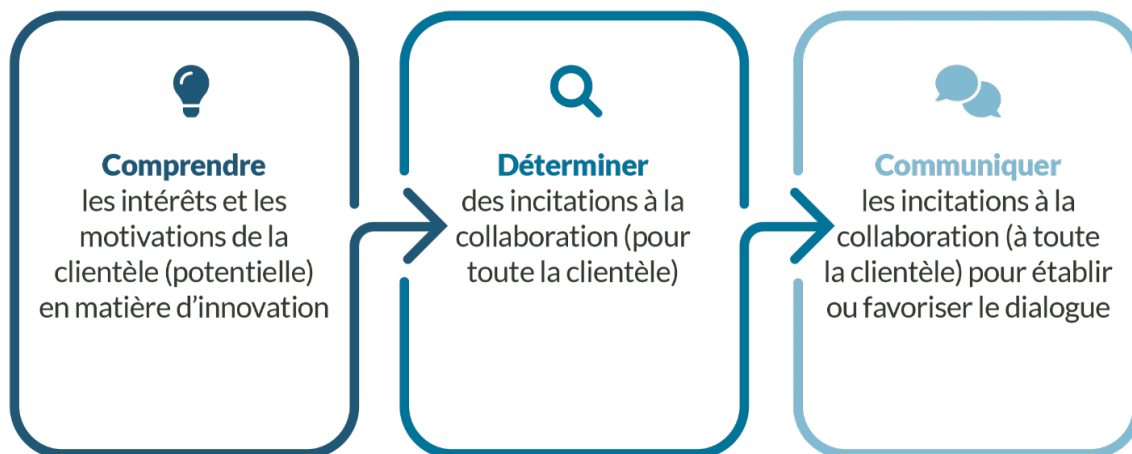 Comprendre
les intérêts et les
motivations de la
clientèle (potentielle)
en matière d’innovation
Déterminer
des incitations à la
collaboration (pour
toute la clientèle)
Communiquer
les incitations à la
collaboration (à toute
la clientèle) pour établir
ou favoriser le dialogue